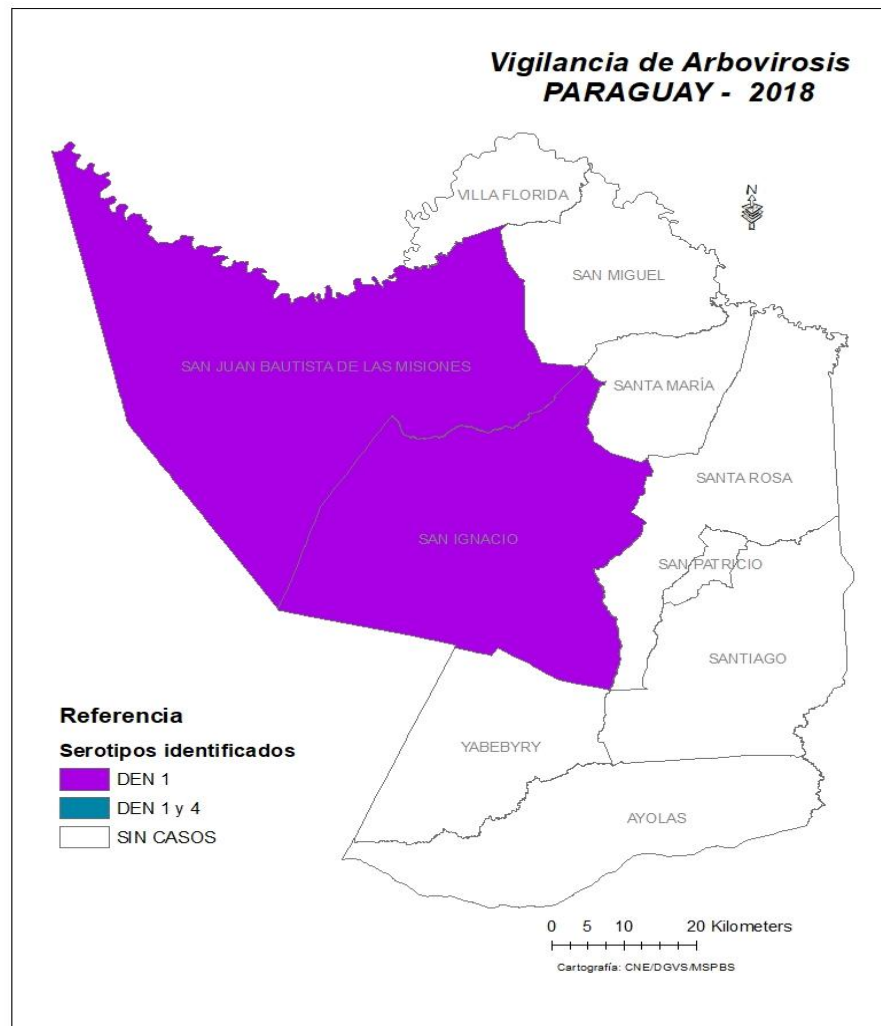 Vigilancia de Arbovirosis
PARAGUAY - 2018
N
VILLA FLORIDA
SAN MIGUEL
SAN JUAN BAUTISTA DE LAS MISIONES
SANTA MARÍA
SANTA ROSA
SAN IGNACIO
SAN PATRICIO
SANTIAGO
YABEBYRY
AYOLAS
Referencia
Serotipos identificados
DEN 1
DEN 1 y 4
SIN CASOS
0 5 10 20 Kilometers
Cartografía: CNE/DGVS/MSPBS